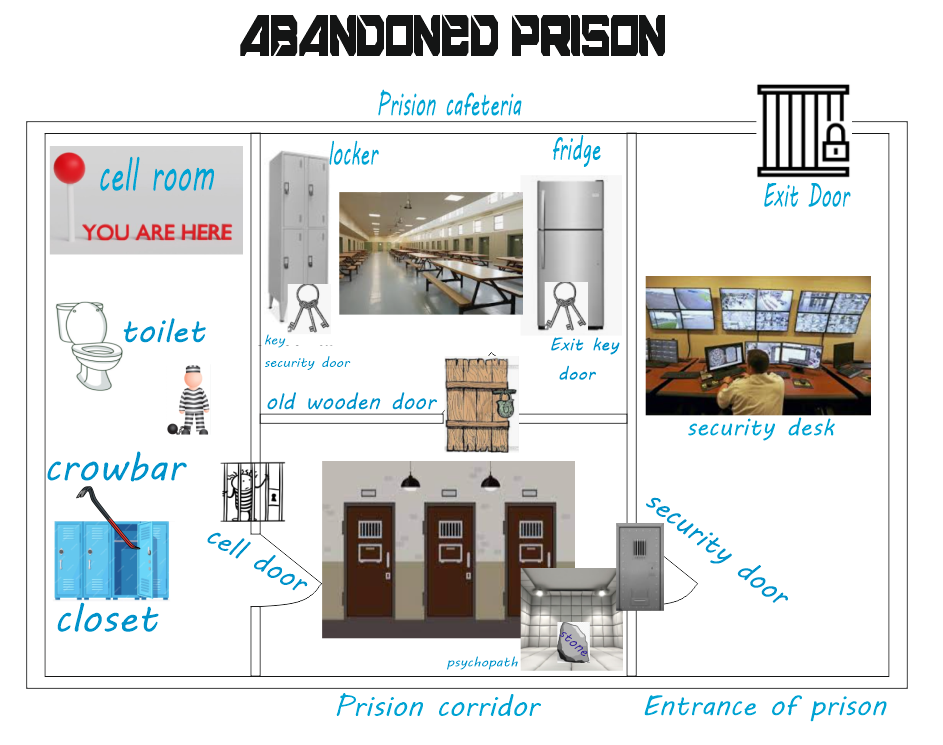 ABANDONED PRISON
Prision cafeteria
locker
fridge
cell room
YOU ARE HERE
Exit Door
toilet
key
security door
Exit key
door
old wooden door
security desk
crowbar
cell door
security door
closet
stone
psychopath
Prision corridor
Entrance of prison